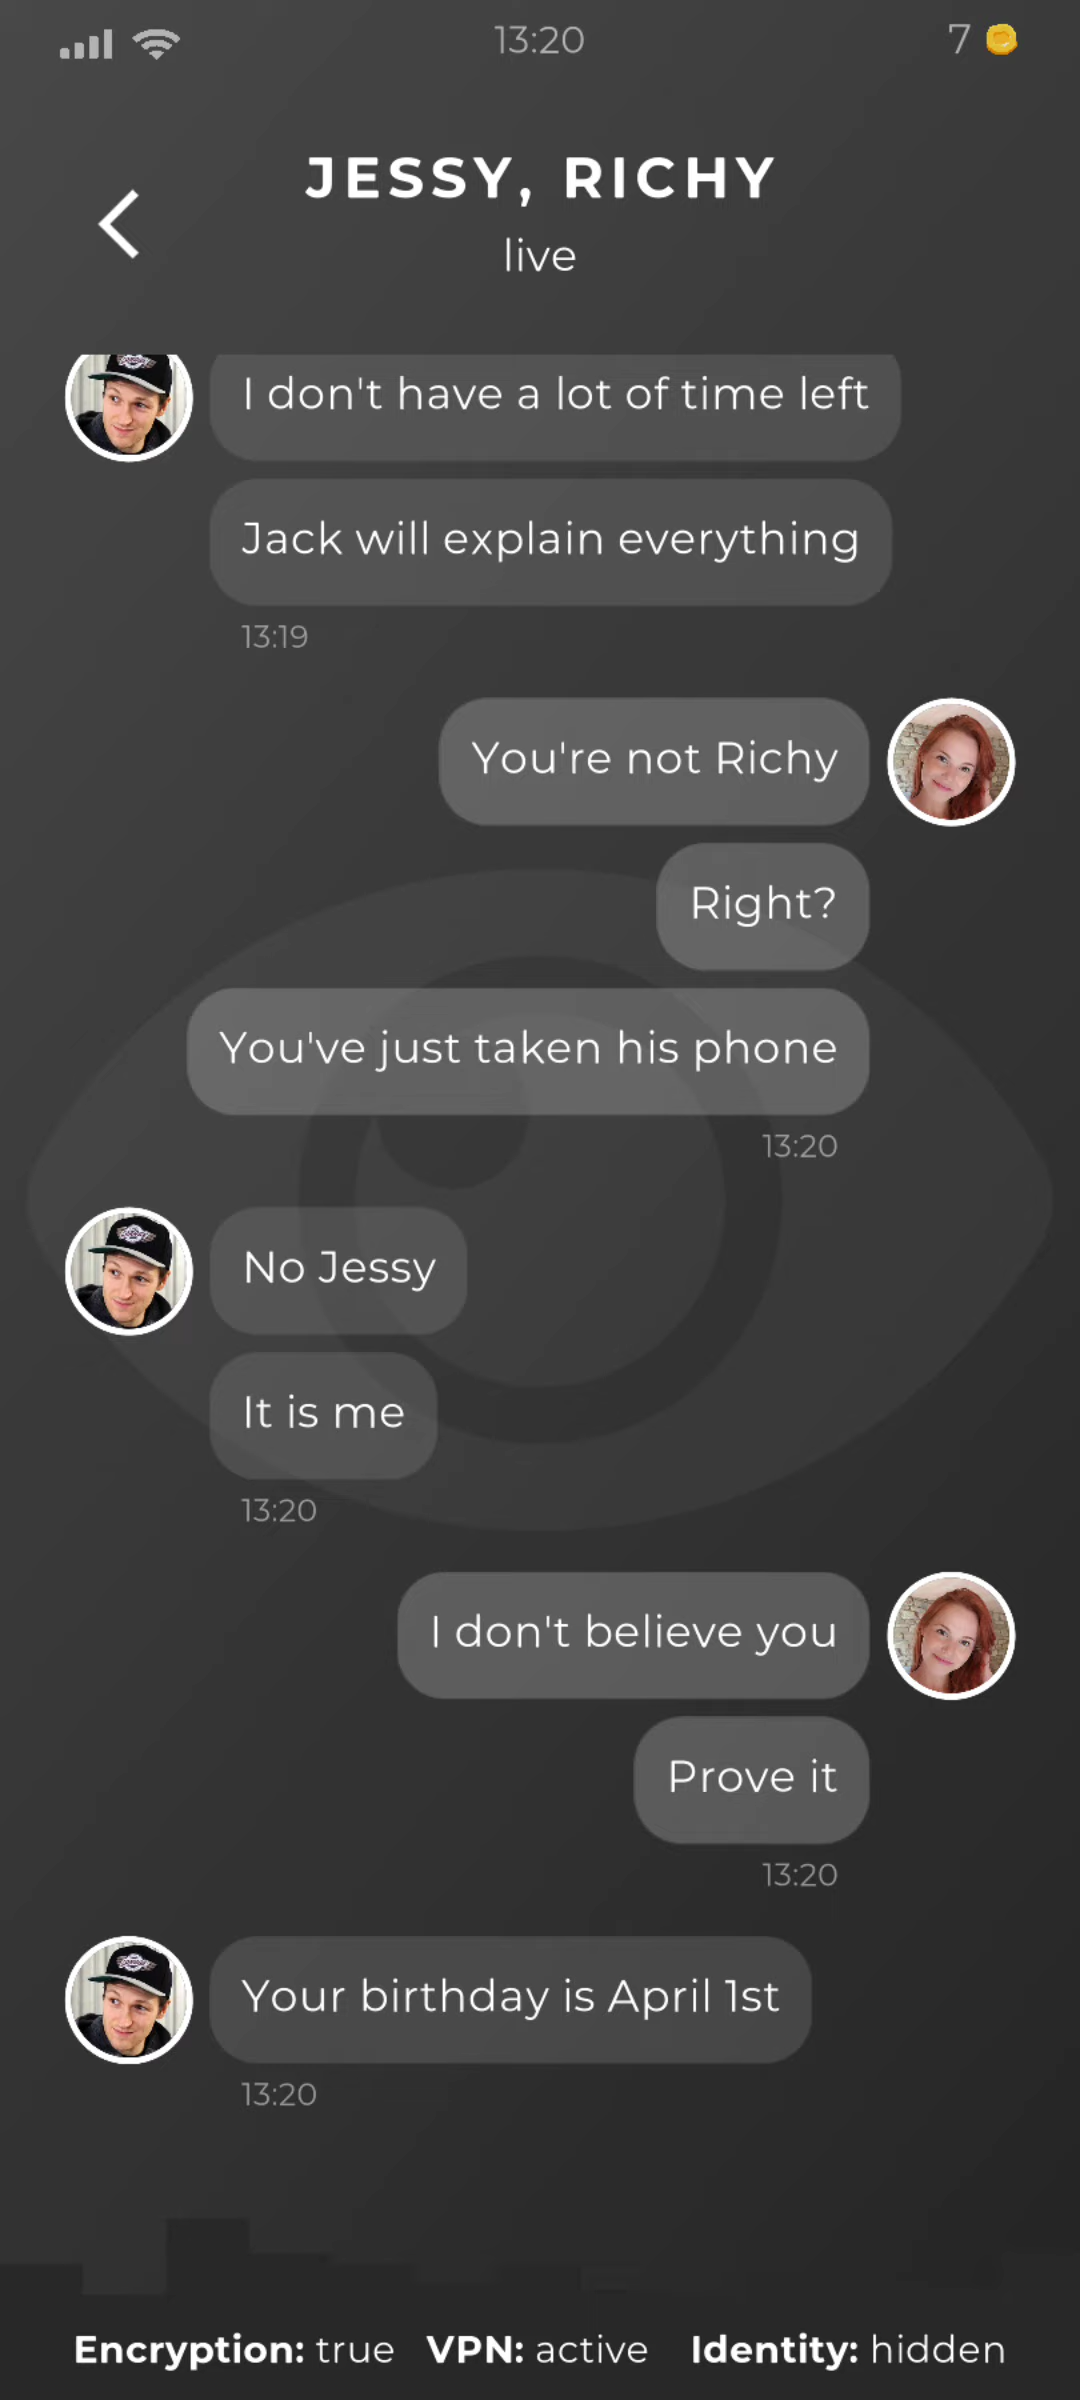 13:20
7
JESSY, RICHY
live
I don't have a lot of time left
Jack will explain everything
13:19
You're not Richy
Right?
You've just taken his phone
13:20
No Jessy
It is me
13:20
I don't believe you
Prove it
13:20
Your birthday is April 1st
13:20
Encryption: true VPN: active Identity: hidden